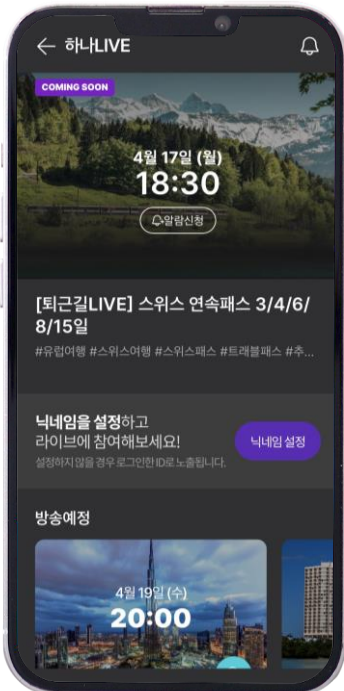 하나LIVE
COMING SOON
4월 17일 (월)
18:30
알람신청
[퇴근길LIVE] 스위스 연속패스 3/4/6/
8/15일
#유럽여행 #스위스여행 #스위스패스 #트래블패스 #추...
닉네임을 설정하고
라이브에 참여해보세요!
설정하지 않을 경우 로그인한 ID로 노출됩니다.
닉네임 설정
방송예정
4월 19일 (수)
20:00